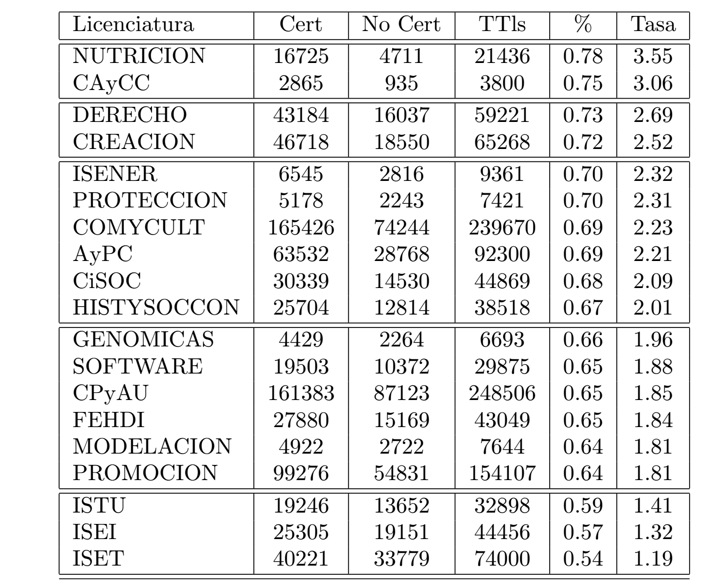 Licenciatura Cert No Cert TTls % Tasa
NUTRICION 16725 4711 21436 0.78 3.55
CAyCC 2865 935 3800 0.75 3.06
DERECHO 43184 16037 59221 0.73 2.69
CREACION 46718 18550 65268 0.72 2.52
ISENER 6545 2816 9361 0.70 2.32
PROTECCION 5178 2243 7421 0.70 2.31
COMYCULT 165426 74244 239670 0.69 2.23
AyPC 63532 28768 92300 0.69 2.21
CiSOC 30339 14530 44869 0.68 2.09
HISTYSOCCON 25704 12814 38518 0.67 2.01
GENOMICAS 4429 2264 6693 0.66 1.96
SOFTWARE 19503 10372 29875 0.65 1.88
CPyAU 161383 87123 248506 0.65 1.85
FEHDI 27880 15169 43049 0.65 1.84
MODELACION 4922 2722 7644 0.64 1.81
PROMOCION 99276 54831 154107 0.64 1.81
ISTU 19246 13652 32898 0.59 1.41
ISEI 25305 19151 44456 0.57 1.32
ISET 40221 33779 74000 0.54 1.19